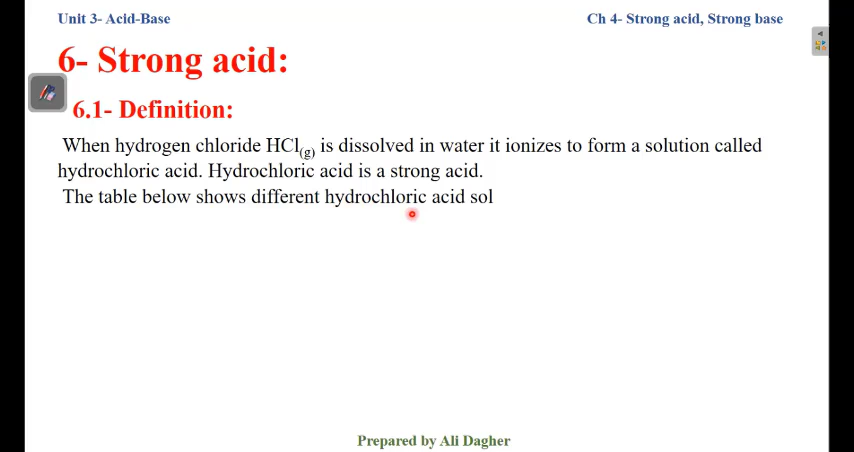 Unit 3- Acid-Base
Ch 4- Strong acid, Strong base
6- Strong acid:
6.1- Definition:
When hydrogen chloride HCl(g) is dissolved in water it ionizes to form a solution called
hydrochloric acid. Hydrochloric acid is a strong acid.
The table below shows different hydrochloric acid sol
Prepared by Ali Dagher